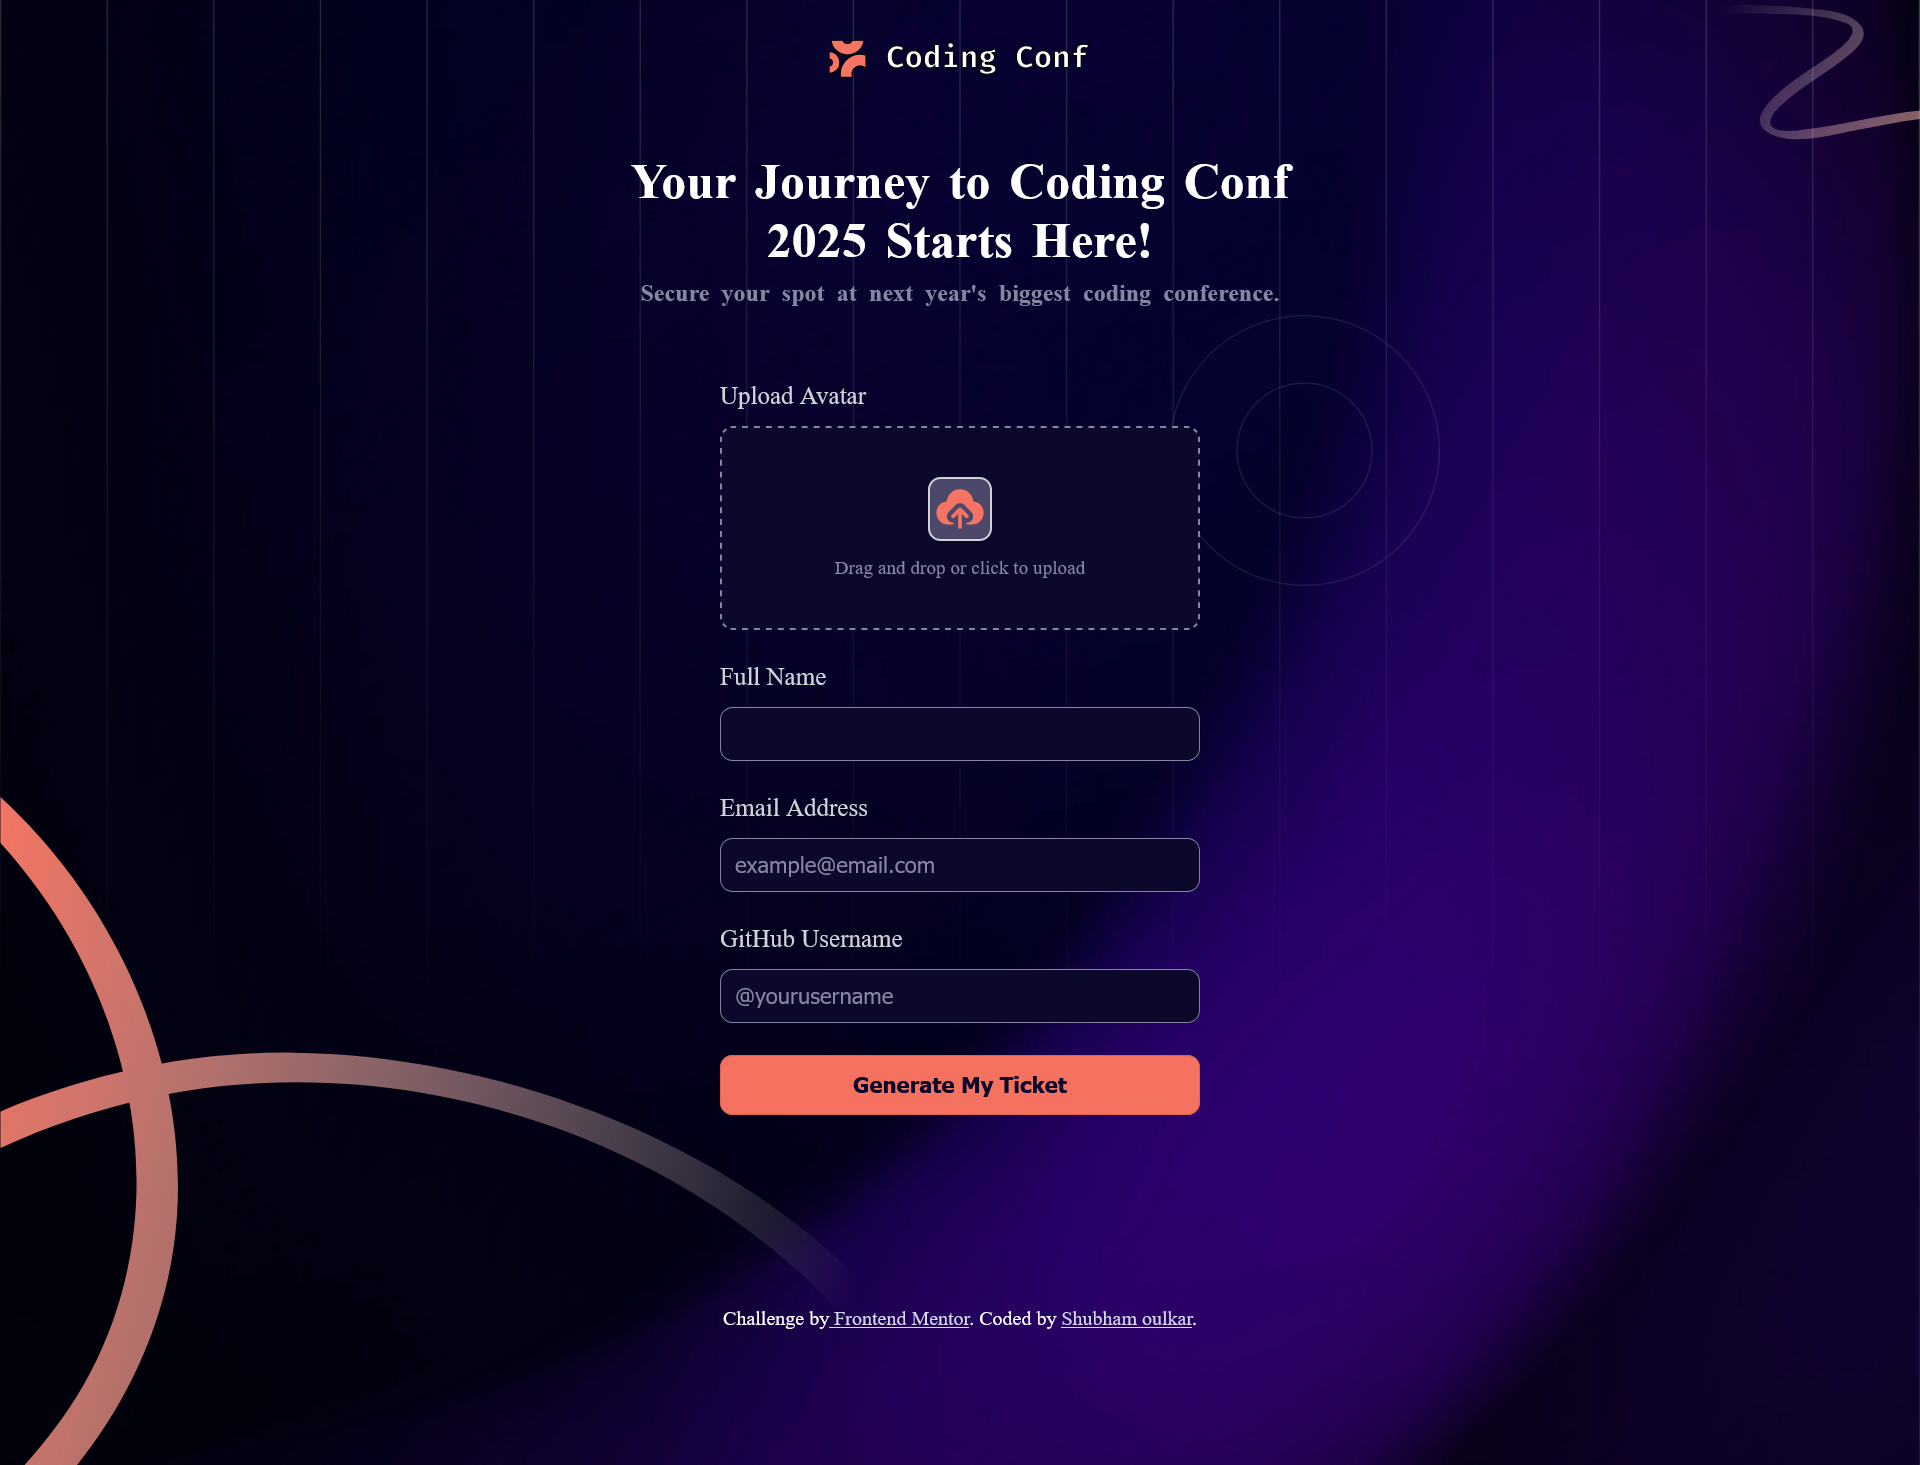 Coding Conf
Your Journey to Coding Conf
2025 Starts Here!
Secure your spot at next year's biggest coding conference.
Upload Avatar
Drag and drop or click to upload
Full Name
Email Address
example@email.com
GitHub Username
@yourusername
Generate My Ticket
Challenge by Frontend Mentor. Coded by Shubham oulkar.